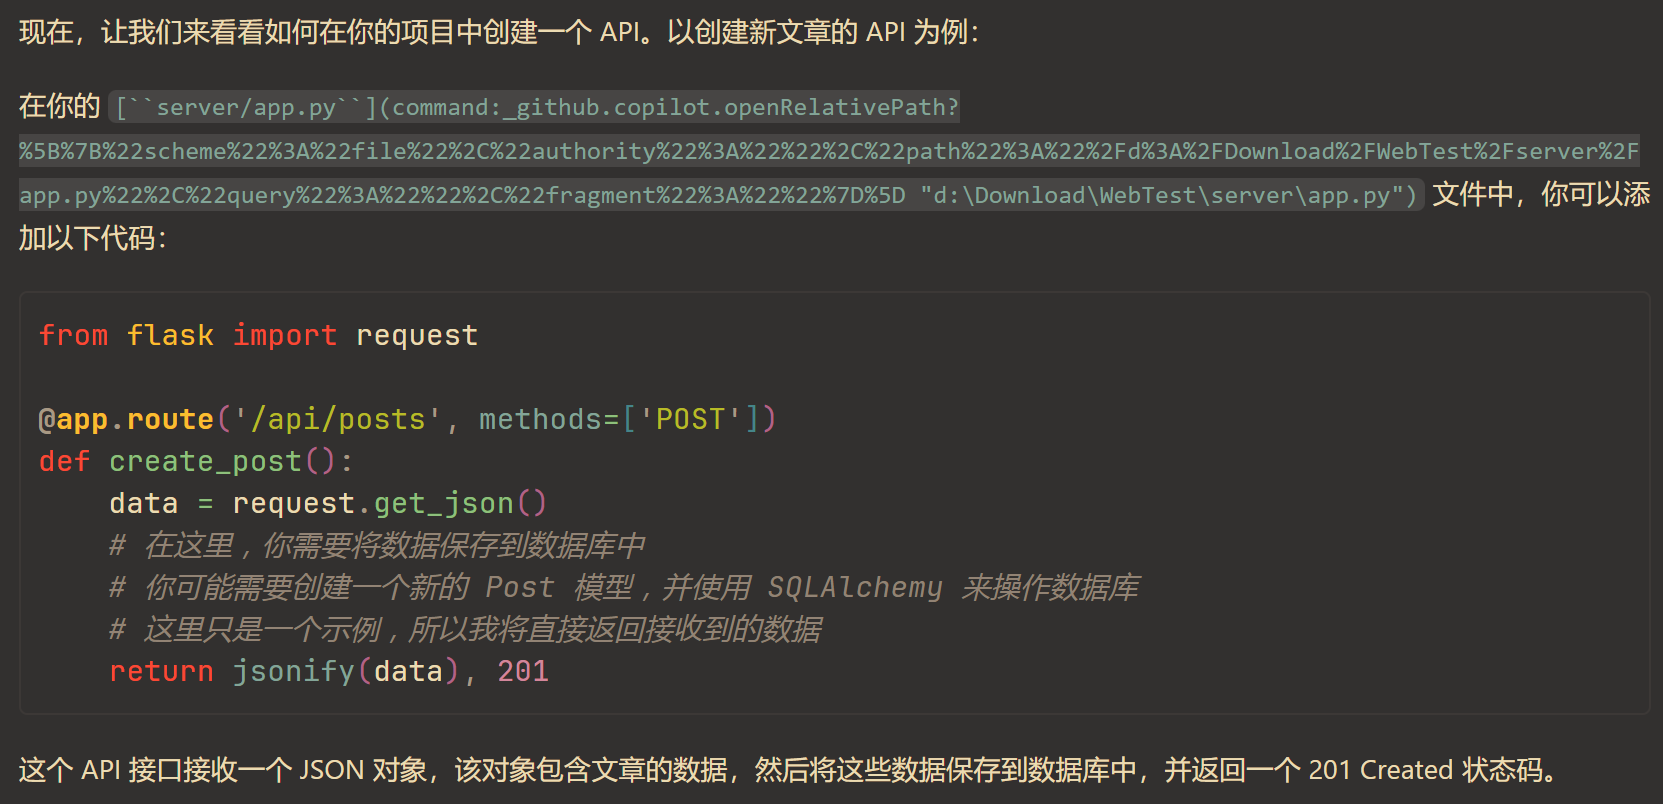 现在，让我们来看看如何在你的项目中创建一个 API。以创建新文章的 API 为例：
在你的 [``server/app.py``](command:_github.copilot.openRelativePath?
%5B%7B%22scheme%22%3A%22file%22%2C%22authority%22%3A%22%22%2C%22path%22%3A%22%2Fd%3A%2FDownload%2FWebTest%2Fserver%2F
app.py%22%2C%22query%22%3A%22%22%2C%22fragment%22%3A%22%22%7D%5D "d:\Download\WebTest\server\app.py") 文件中，你可以添
加以下代码：
from flask import request
@app.route('/api/posts', methods=['POST'])
def create_post():
    data = request.get_json()
    # 在这里，你需要将数据保存到数据库中
    # 你可能需要创建一个新的 Post 模型，并使用 SQLAlchemy 来操作数据库
    # 这里只是一个示例，所以我将直接返回接收到的数据
    return jsonify(data), 201
这个 API 接口接收一个 JSON 对象，该对象包含文章的数据，然后将这些数据保存到数据库中，并返回一个 201 Created 状态码。